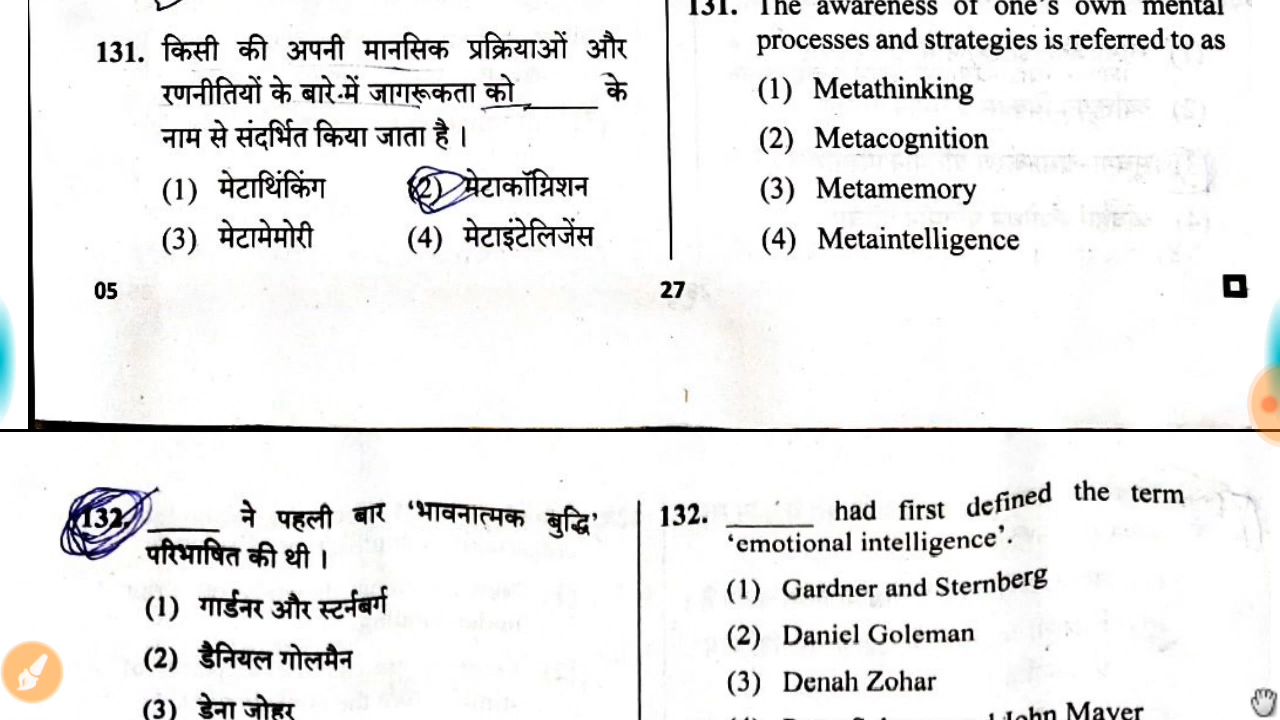 131. किसी की अपनी मानसिक प्रक्रियाओं और
रणनीतियों के बारे में जागरूकता को ______ के
नाम से संदर्भित किया जाता है।
(1) मेटाथिंकिंग (2) मेटाकॉग्निशन
(3) मेटामेमोरी (4) मेटाइंटेलिजेंस
131. The awareness of one's own mental
processes and strategies is referred to as
(1) Metathinking
(2) Metacognition
(3) Metamemory
(4) Metaintelligence
05 27
132. ______ ने पहली बार 'भावनात्मक बुद्धि'
परिभाषित की थी।
(1) गार्डनर और स्टर्नबर्ग
(2) डैनियल गोलमैन
(3) डेना जोहर
132. ______ had first defined the term
'emotional intelligence'.
(1) Gardner and Sternberg
(2) Daniel Goleman
(3) Denah Zohar
John Mayer